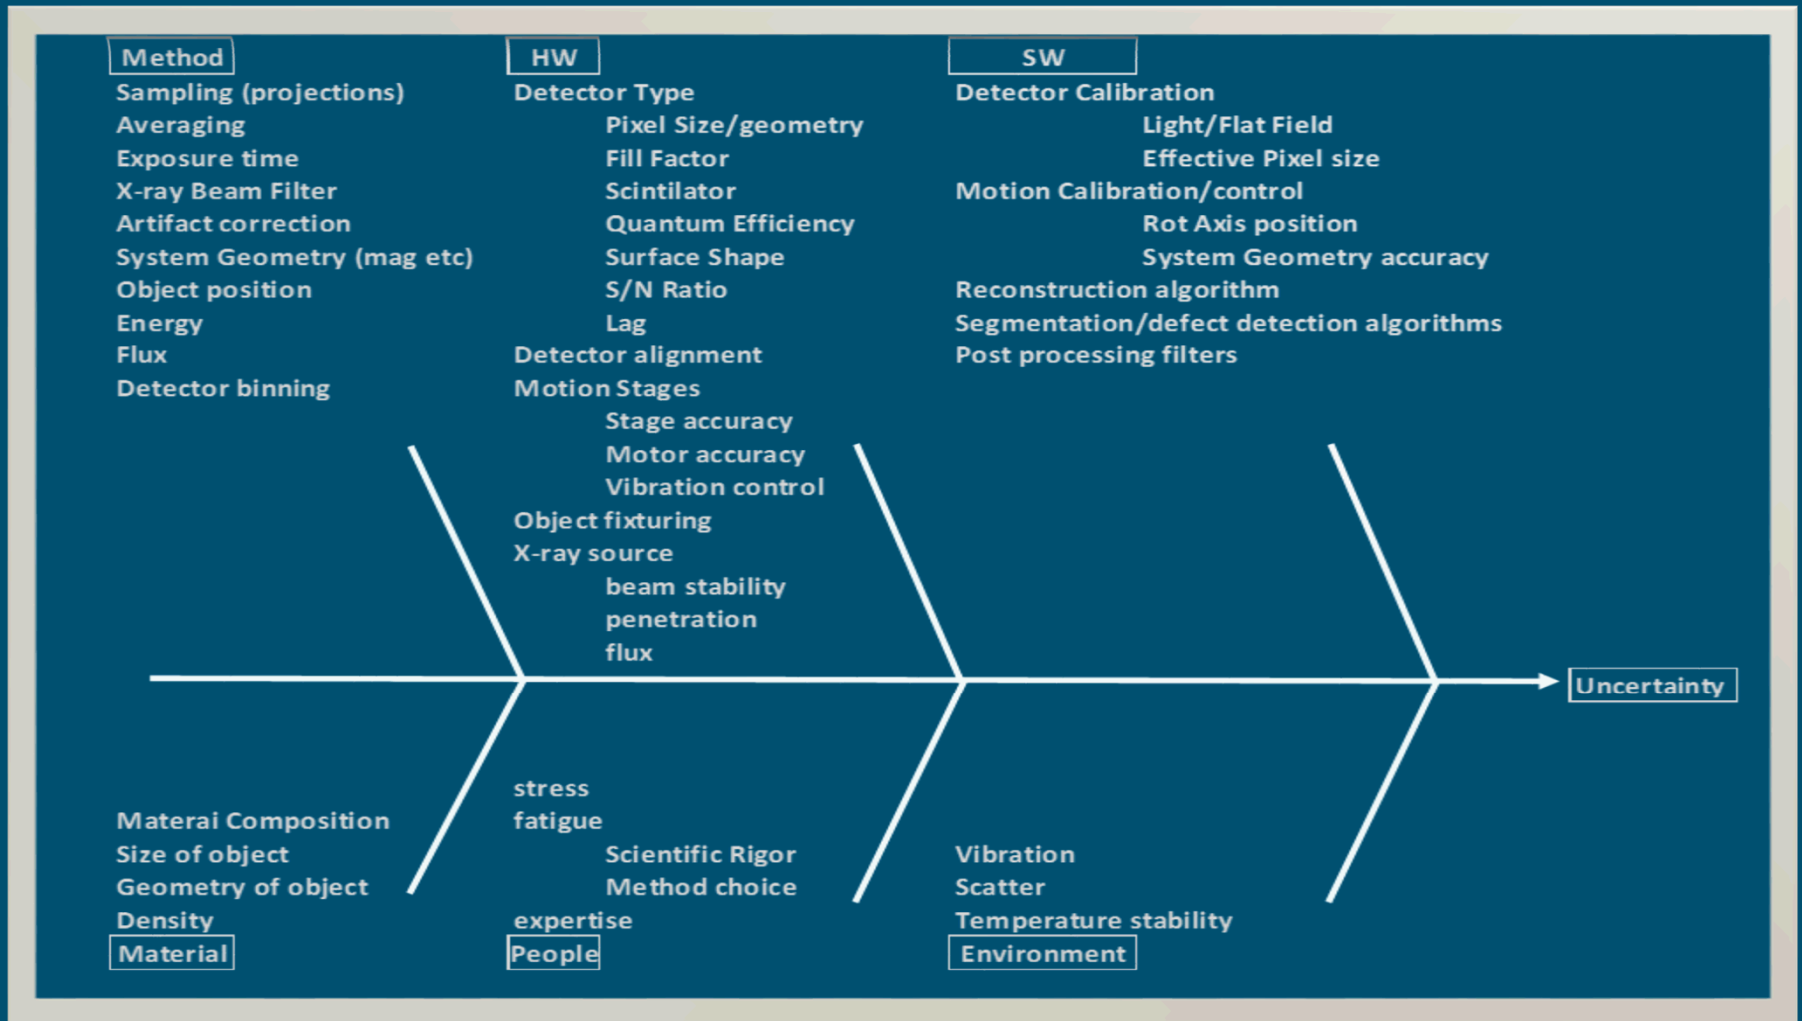 Method
Sampling (projections)
Averaging
Exposure time
X-ray Beam Filter
Artifact correction
System Geometry (mag etc)
Object position
Energy
Flux
Detector binning
HW
Detector Type
Pixel Size/geometry
Fill Factor
Scintilator
Quantum Efficiency
Surface Shape
S/N Ratio
Lag
Detector alignment
Motion Stages
Stage accuracy
Motor accuracy
Vibration control
Object fixturing
X-ray source
beam stability
penetration
flux
SW
Detector Calibration
Light/Flat Field
Effective Pixel size
Motion Calibration/control
Rot Axis position
System Geometry accuracy
Reconstruction algorithm
Segmentation/defect detection algorithms
Post processing filters
Uncertainty
Materai Composition
Size of object
Geometry of object
Density
Material
stress
fatigue
Scientific Rigor
Method choice
expertise
People
Vibration
Scatter
Temperature stability
Environment